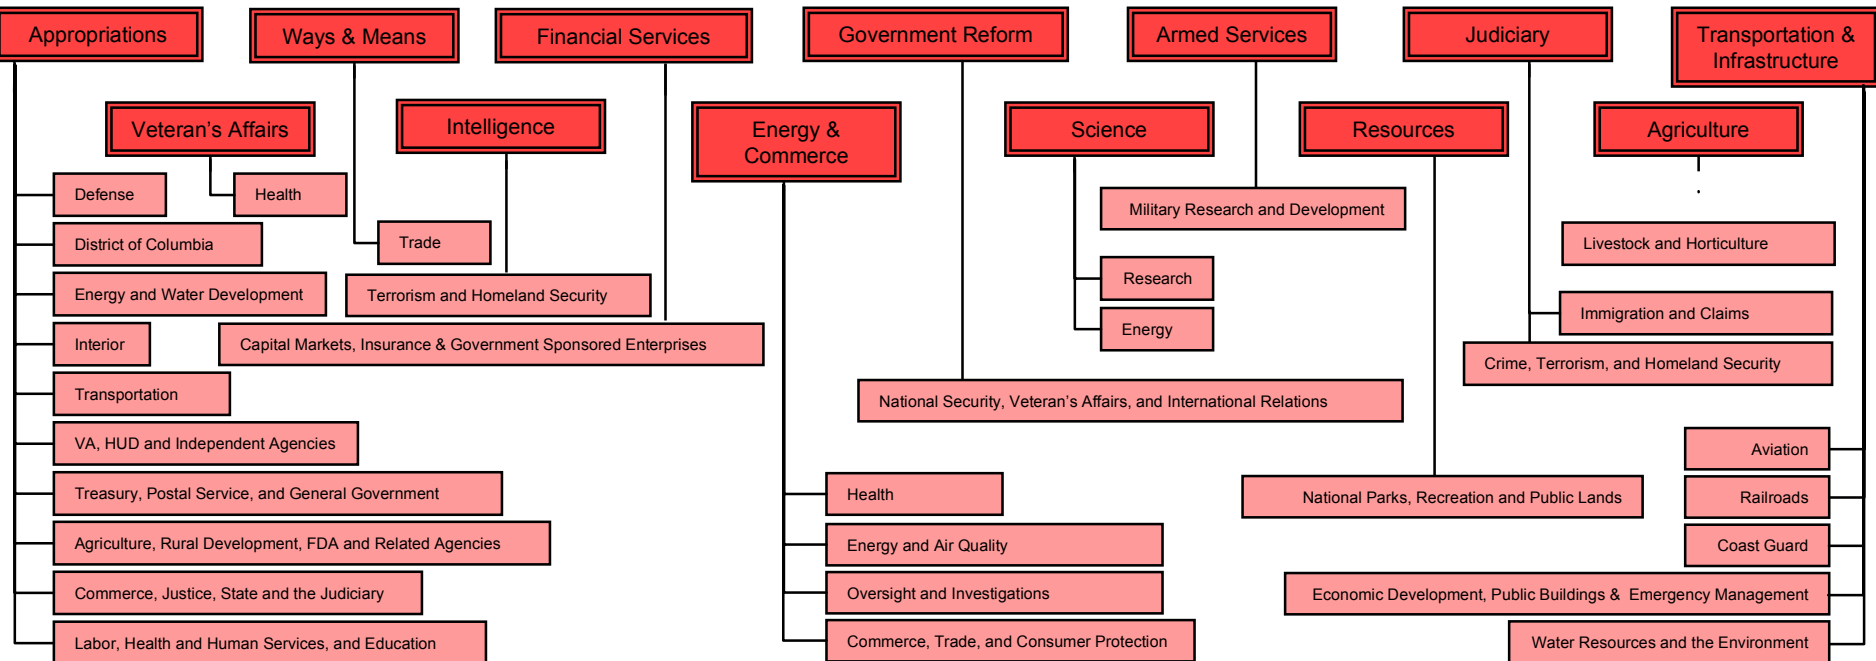 Appropriations
Ways & Means
Financial Services
Government Reform
Armed Services
Judiciary
Transportation &
Infrastructure
Veteran's Affairs
Intelligence
Energy &
Commerce
Science
Resources
Agriculture
Defense
Health
Military Research and Development
District of Columbia
Trade
Livestock and Horticulture
Research
Energy and Water Development
Terrorism and Homeland Security
Immigration and Claims
Energy
Interior
Capital Markets, Insurance & Government Sponsored Enterprises
Crime, Terrorism, and Homeland Security
Transportation
National Security, Veteran's Affairs, and International Relations
VA, HUD and Independent Agencies
Aviation
Treasury, Postal Service, and General Government
Health
National Parks, Recreation and Public Lands
Railroads
Agriculture, Rural Development, FDA and Related Agencies
Energy and Air Quality
Coast Guard
Commerce, Justice, State and the Judiciary
Oversight and Investigations
Economic Development, Public Buildings & Emergency Management
Labor, Health and Human Services, and Education
Commerce, Trade, and Consumer Protection
Water Resources and the Environment